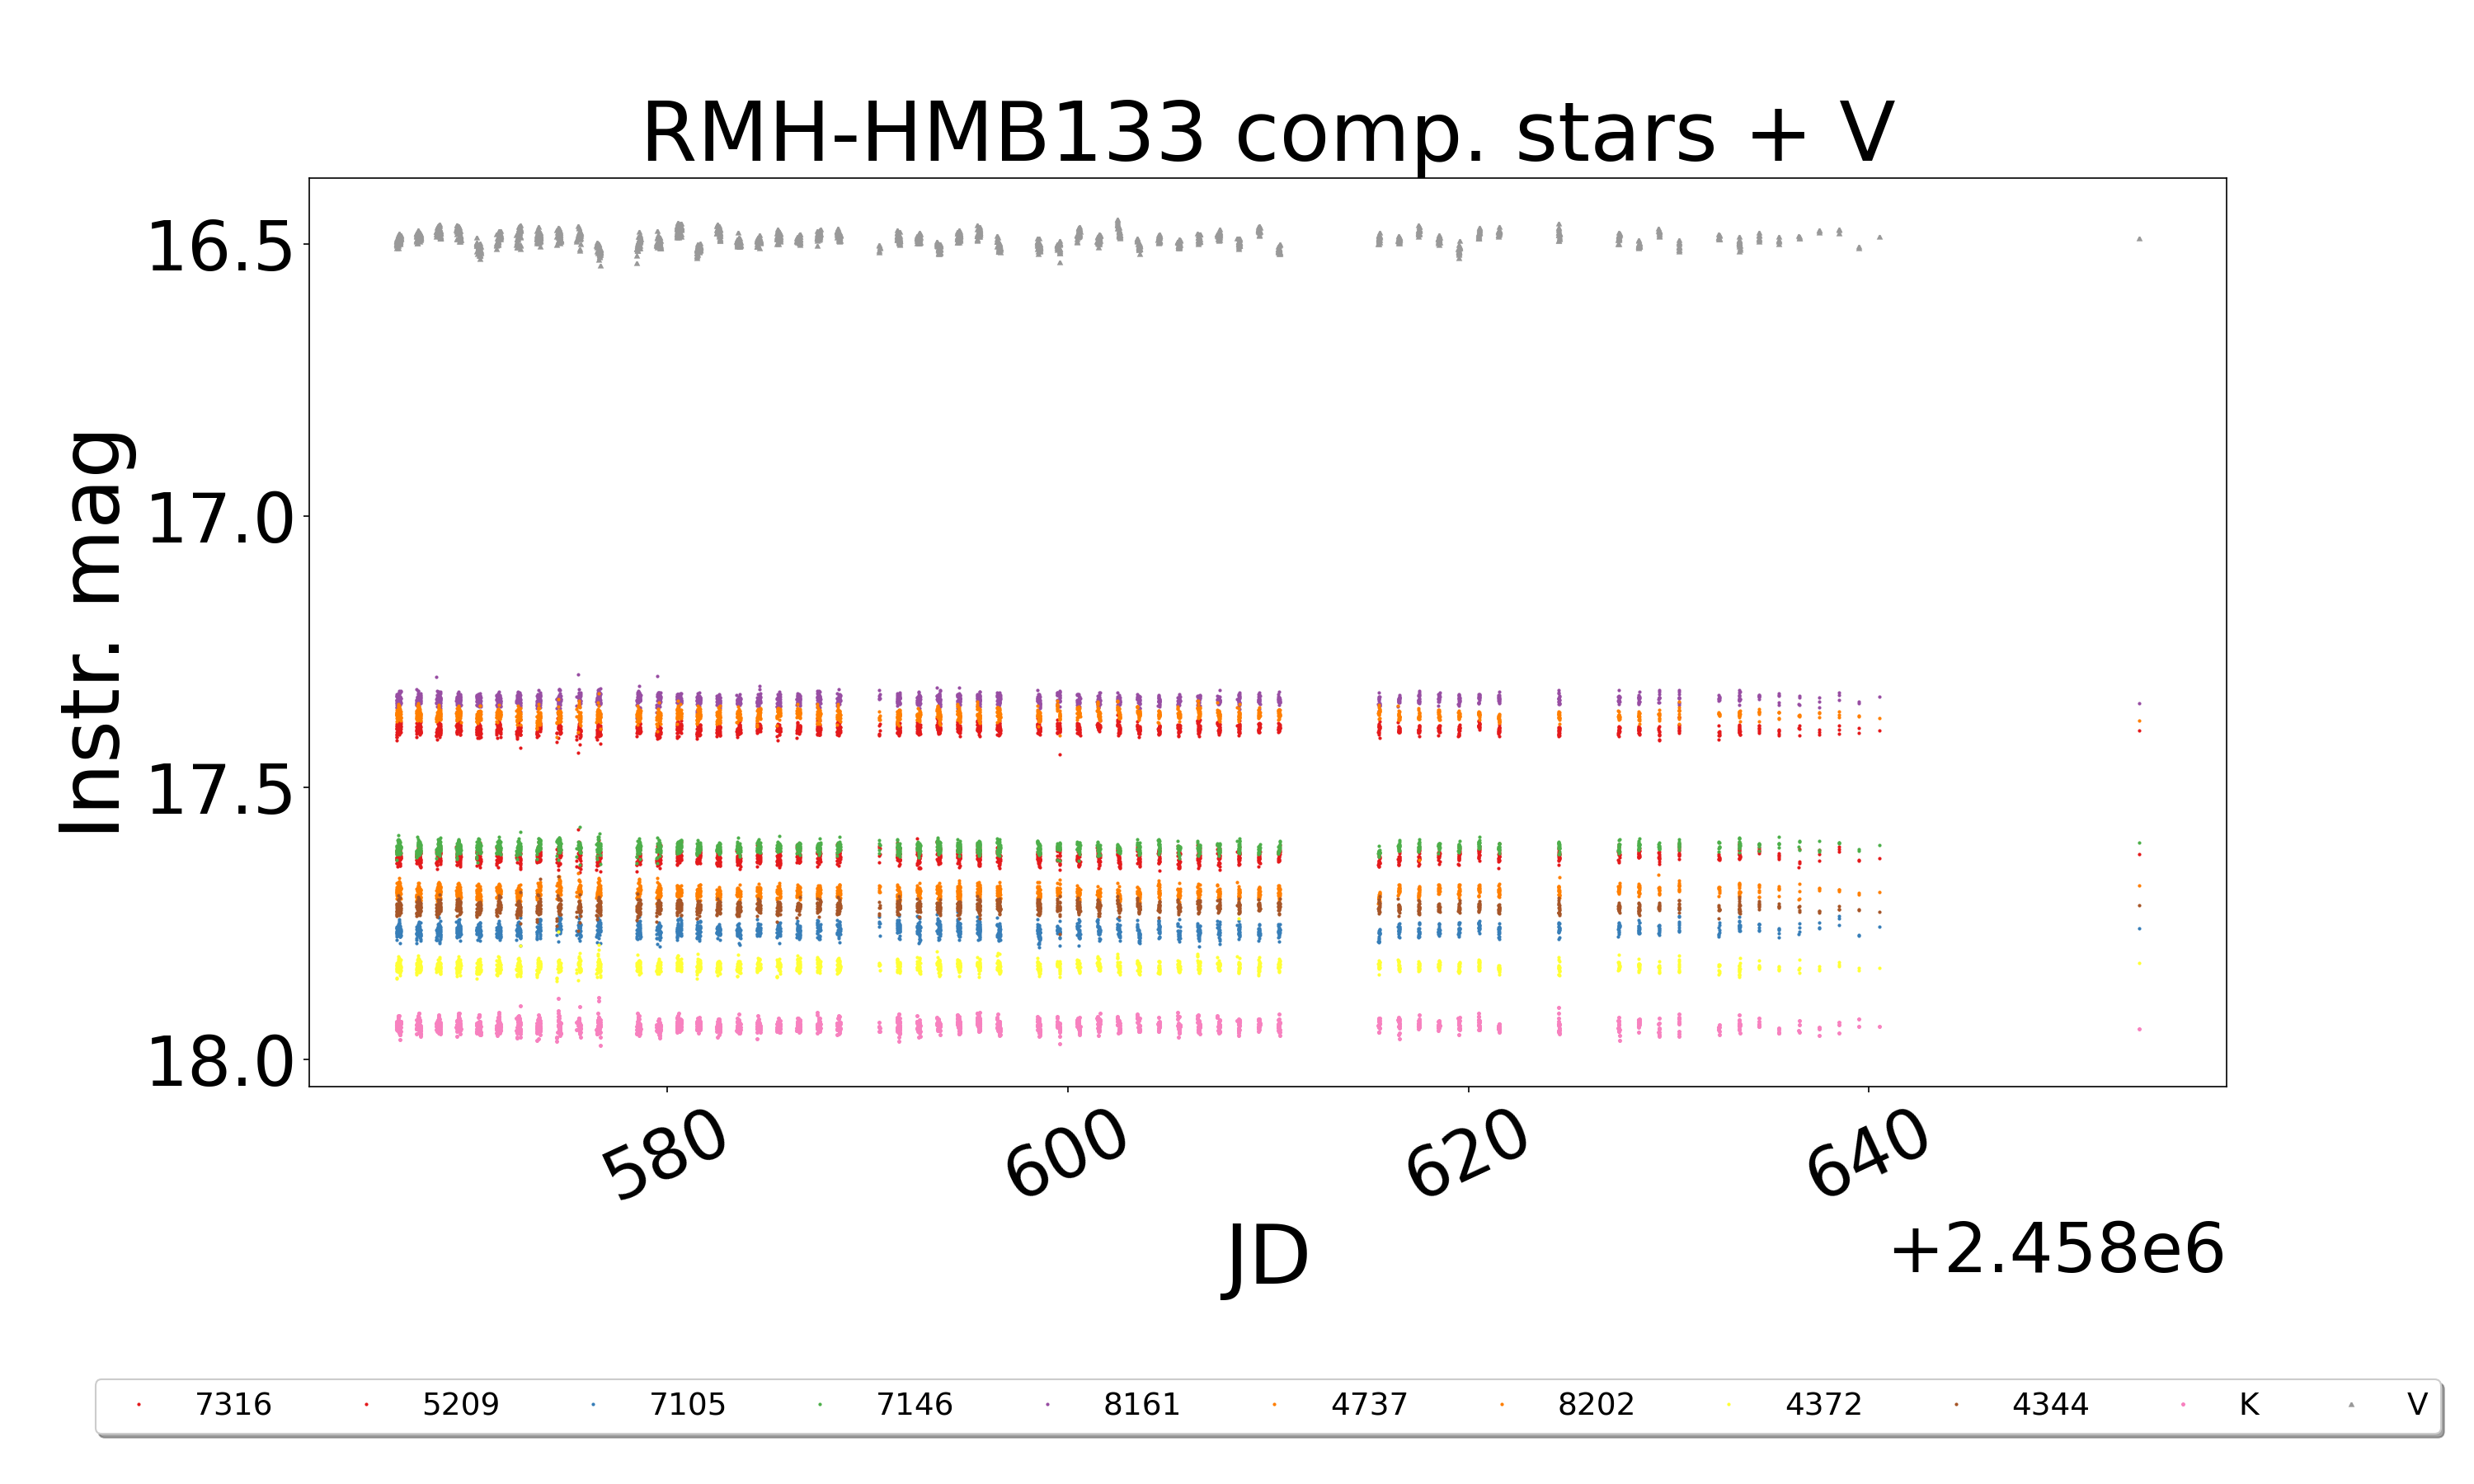 RMH-HMB133 comp. stars + V
Instr. mag
16.5
17.0
17.5
18.0
580 600 620 640
JD
+2.458e6
7316 5209 7105 7146 8161 4737 8202 4372 4344 K V